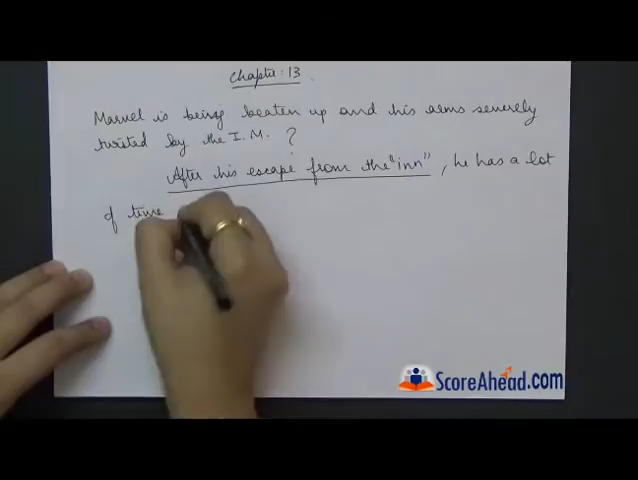 Chapter: 13
Marvel is being beaten up and his arms severely
twisted by the I.M. ?
After his escape from the "inn", he has a lot
of time
ScoreAhead.com